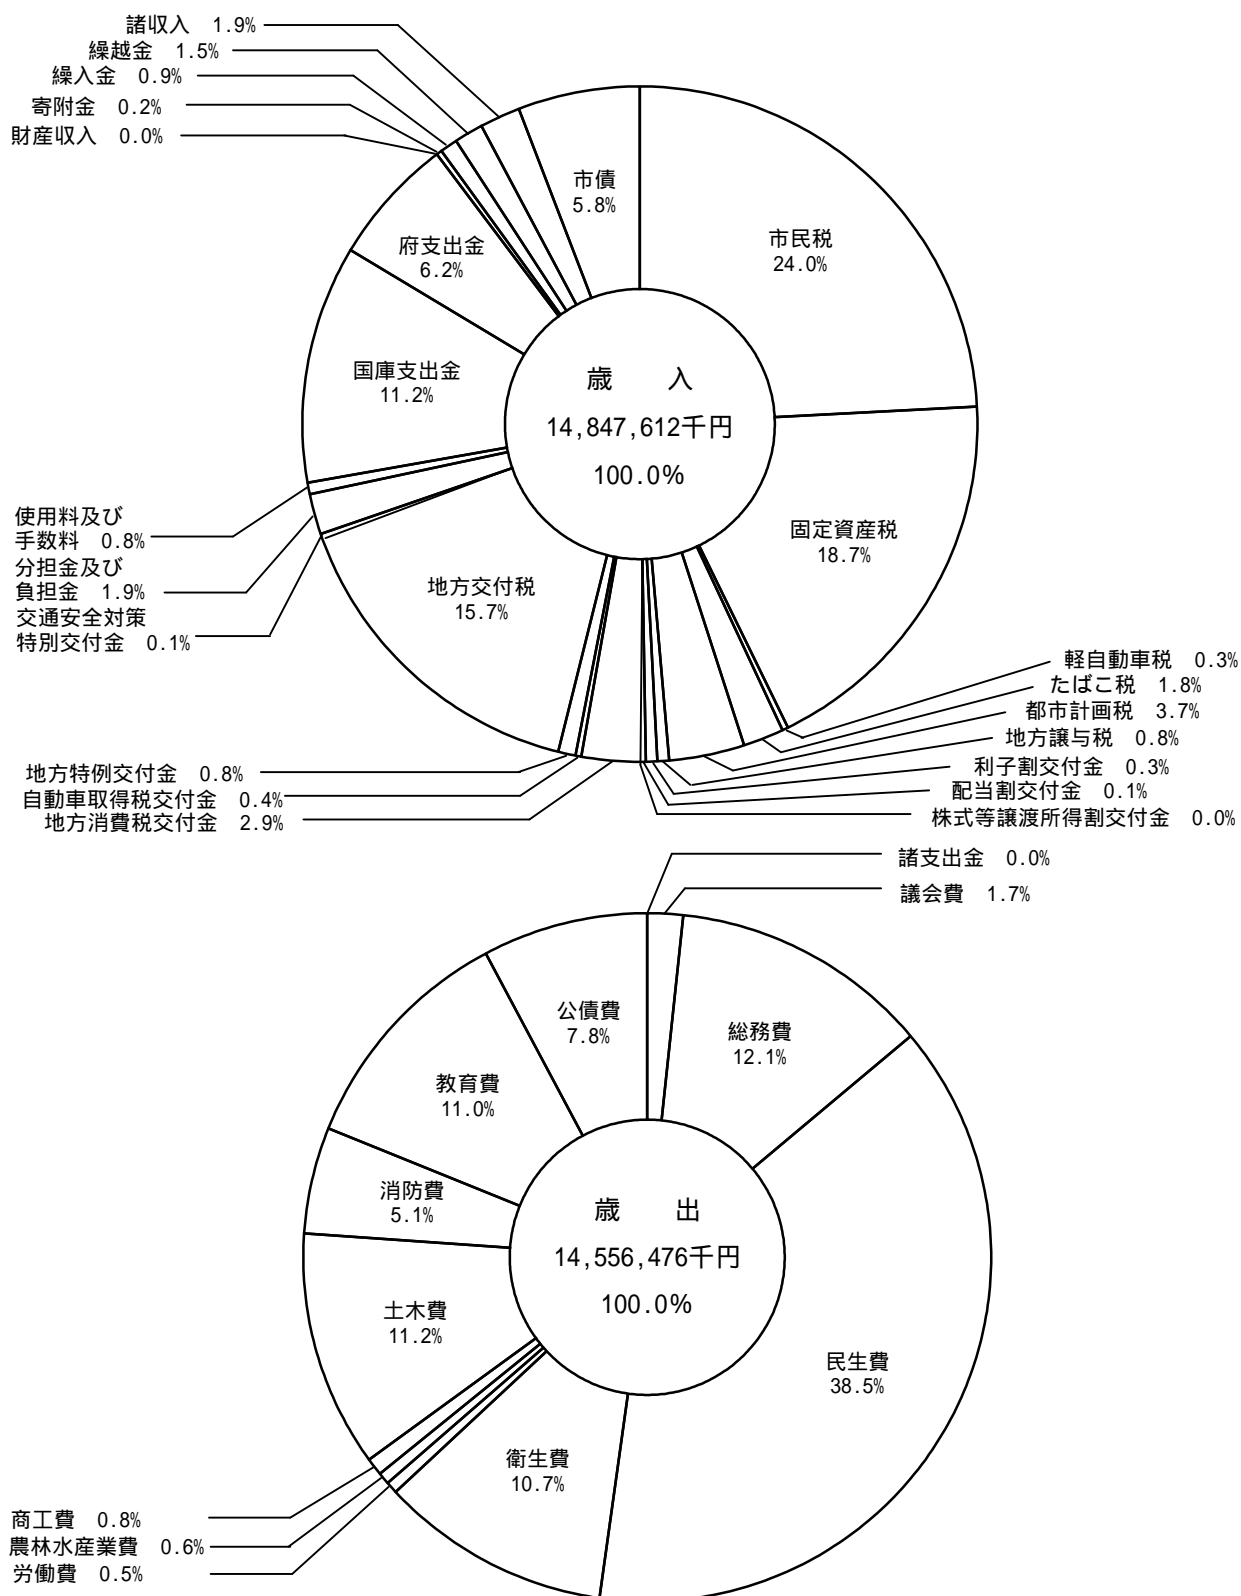 諸収入 1.9%
繰越金 1.5%
繰入金 0.9%
寄附金 0.2%
財産収入 0.0%
市債
5.8%
市民税
24.0%
府支出金
6.2%
国庫支出金
11.2%
歳 入
14,847,612千円
100.0%
使用料及び
手数料 0.8%
分担金及び
負担金 1.9%
交通安全対策
特別交付金 0.1%
固定資産税
18.7%
地方交付税
15.7%
軽自動車税 0.3%
たばこ税 1.8%
都市計画税 3.7%
地方譲与税 0.8%
利子割交付金 0.3%
配当割交付金 0.1%
株式等譲渡所得割交付金 0.0%
地方特例交付金 0.8%
自動車取得税交付金 0.4%
地方消費税交付金 2.9%
諸支出金 0.0%
議会費 1.7%
公債費
7.8%
総務費
12.1%
教育費
11.0%
消防費
5.1%
歳 出
14,556,476千円
100.0%
土木費
11.2%
民生費
38.5%
衛生費
10.7%
商工費 0.8%
農林水産業費 0.6%
労働費 0.5%